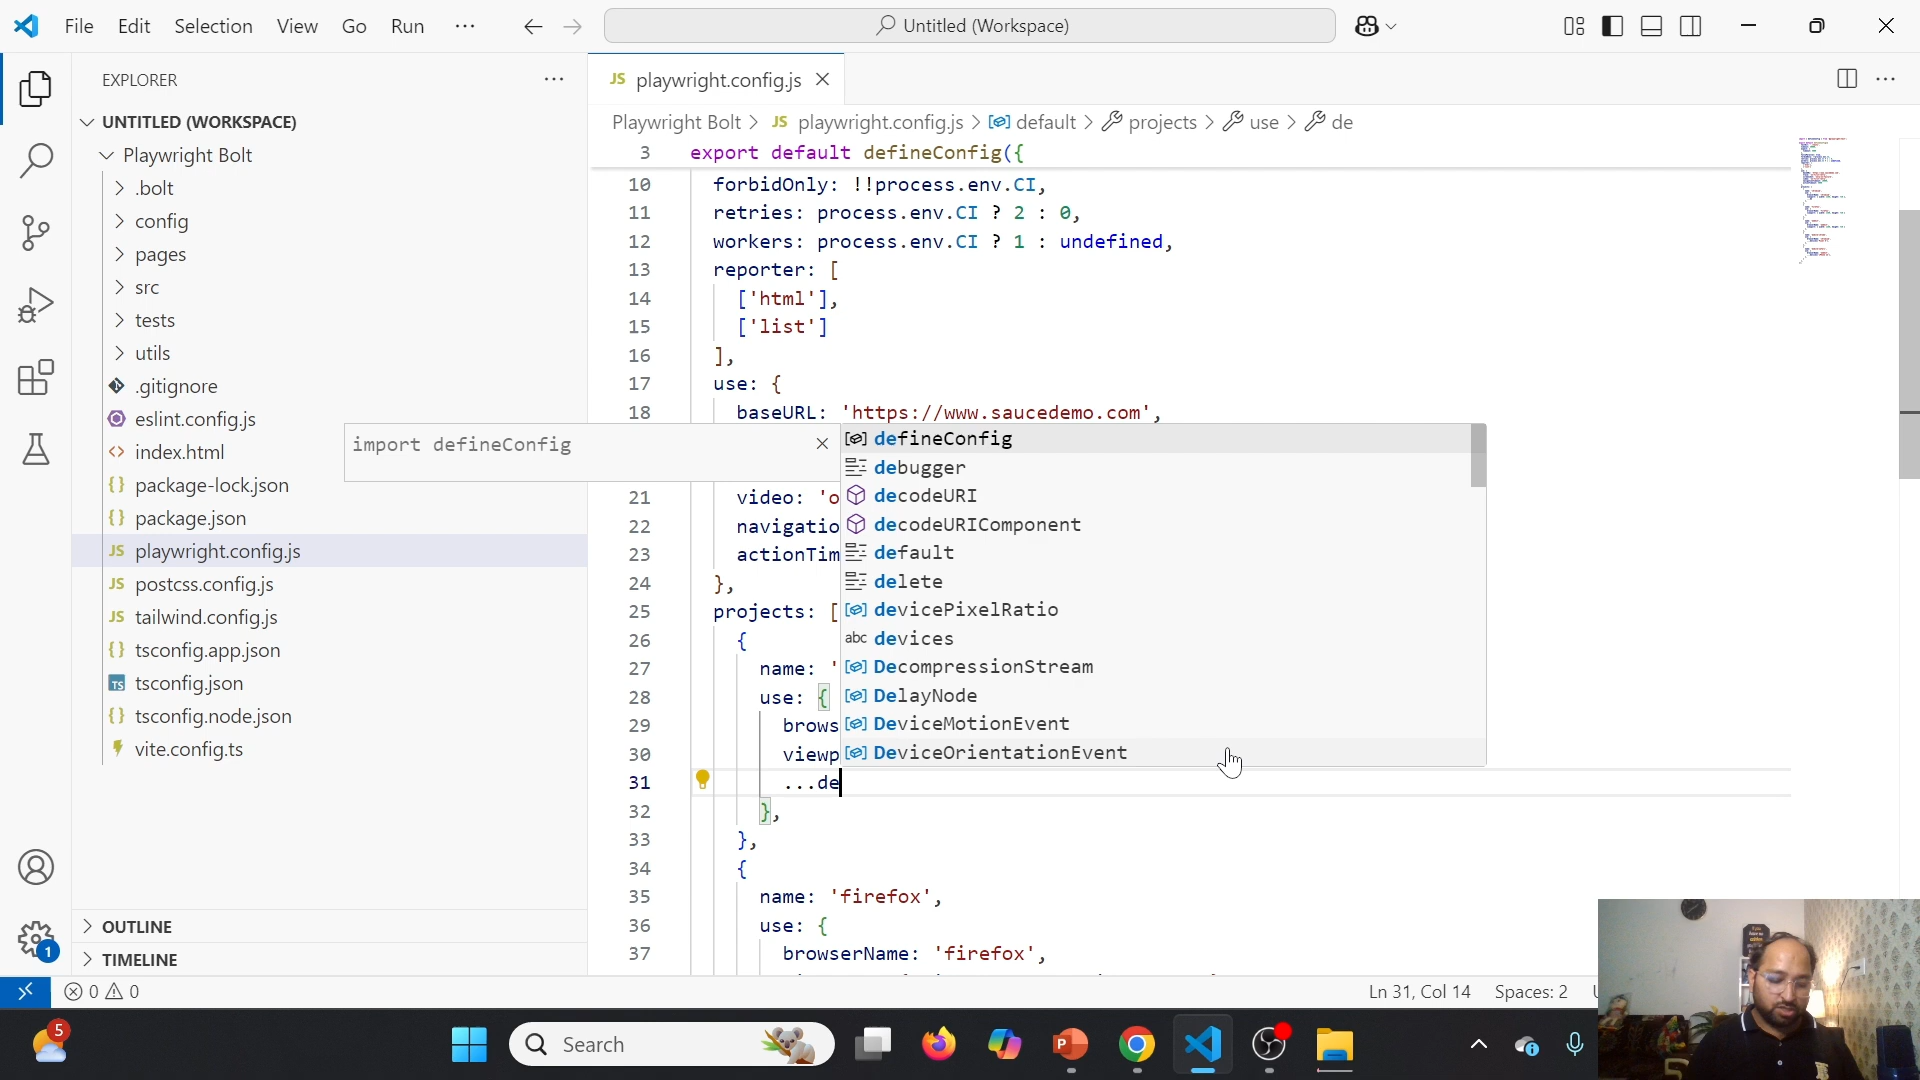 File Edit Selection View Go Run ···
Untitled (Workspace)
EXPLORER
UNTITLED (WORKSPACE)
Playwright Bolt
.bolt
config
pages
src
tests
utils
.gitignore
eslint.config.js
index.html
package-lock.json
package.json
JS playwright.config.js
JS postcss.config.js
JS tailwind.config.js
tsconfig.app.json
TS tsconfig.json
tsconfig.node.json
vite.config.ts
OUTLINE
TIMELINE
JS playwright.config.js
Playwright Bolt > JS playwright.config.js > default > projects > use > de
3 export default defineConfig({
10 forbidOnly: !!process.env.CI,
11 retries: process.env.CI ? 2 : 0,
12 workers: process.env.CI ? 1 : undefined,
13 reporter: [
14 ['html'],
15 ['list']
16 ],
17 use: {
18 baseURL: 'https://www.saucedemo.com',
import defineConfig
defineConfig
debugger
decodeURI
decodeURIComponent
default
delete
devicePixelRatio
abc devices
DecompressionStream
DelayNode
DeviceMotionEvent
DeviceOrientationEvent
21 video: 'o
22 navigatio
23 actionTim
24 },
25 projects: [
26 {
27 name: '
28 use: {
29 brows
30 viewp
31 ...de
32 },
33 },
34 {
35 name: 'firefox',
36 use: {
37 browserName: 'firefox',
1
0 0
Ln 31, Col 14 Spaces: 2
5
Search